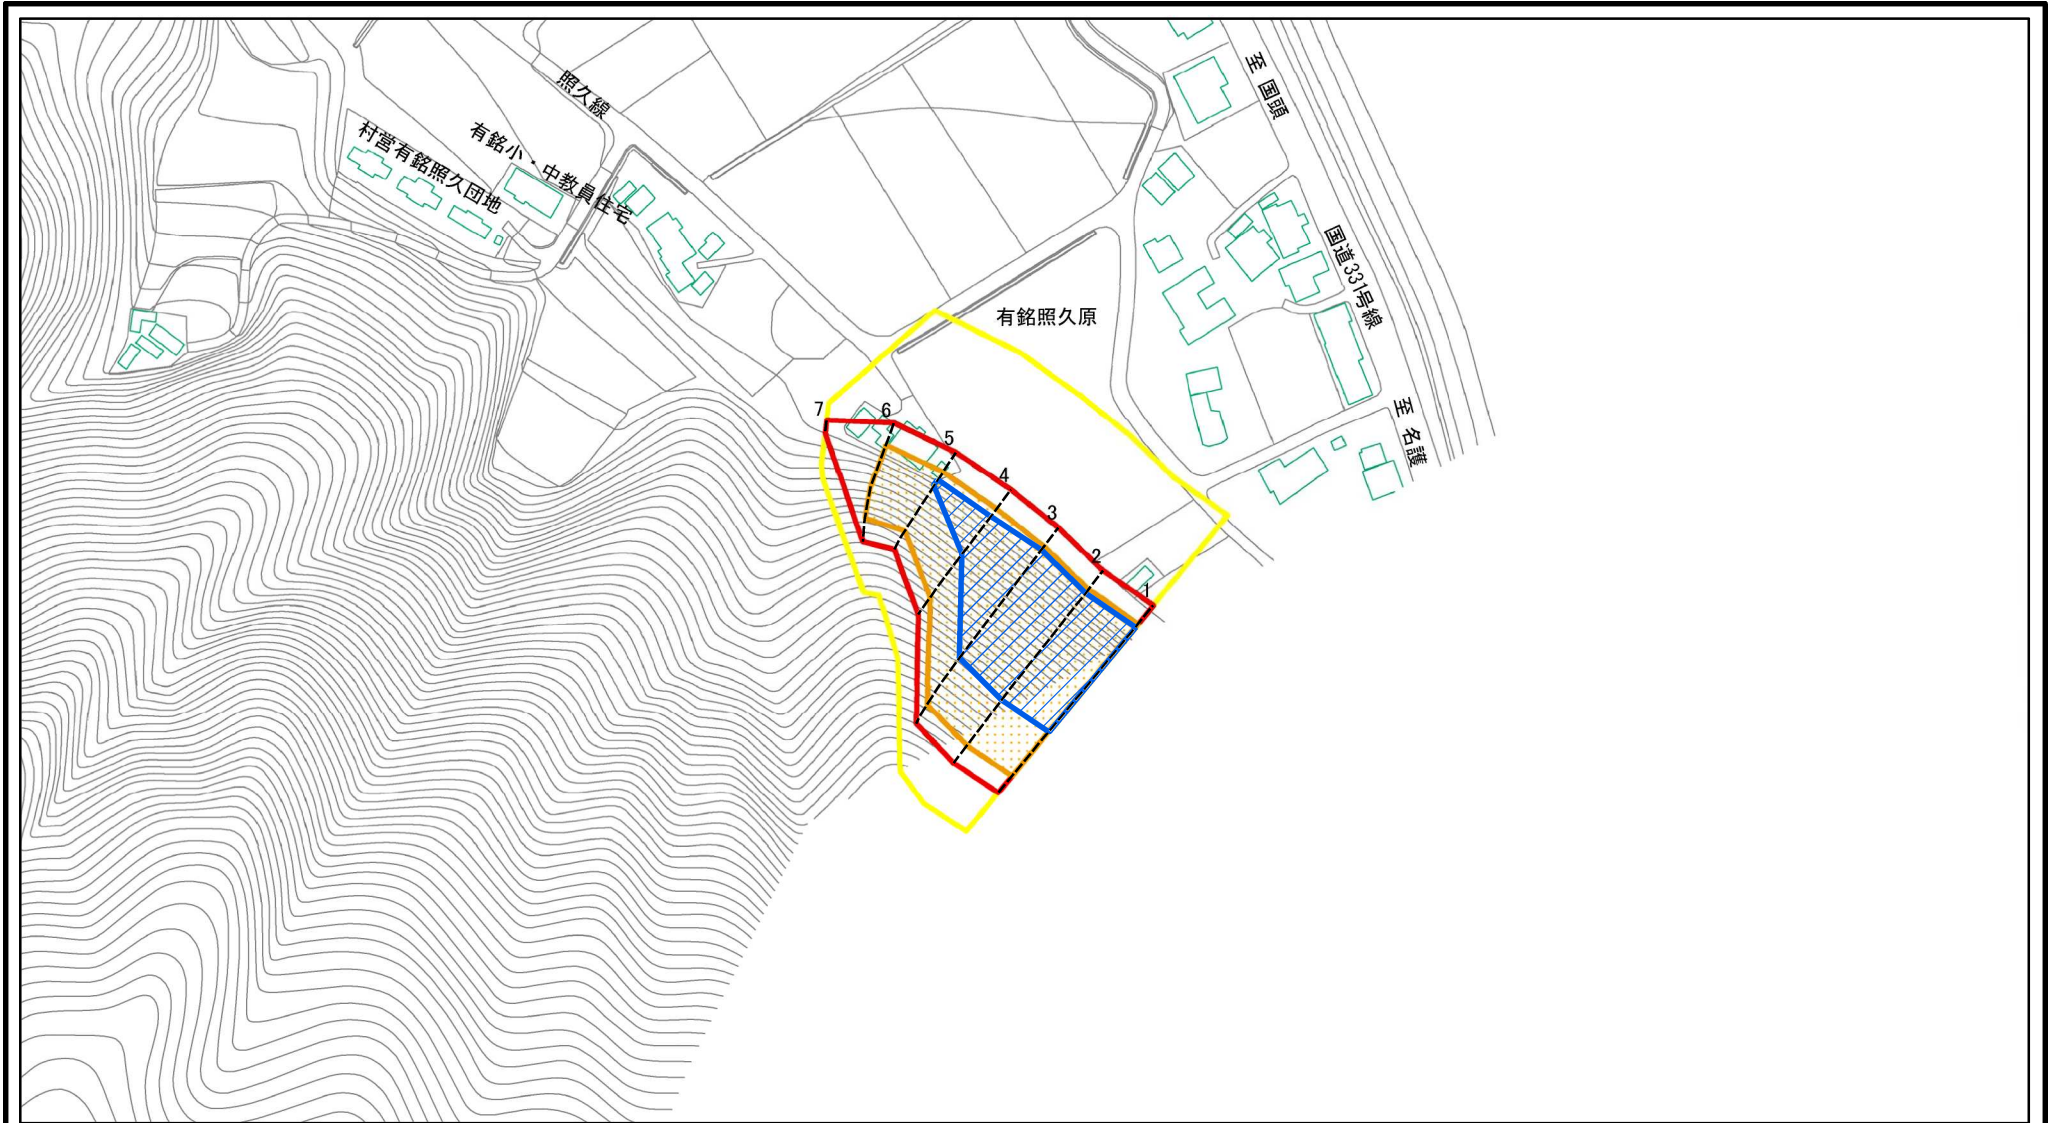 至 国頭
照久線
有銘小・中教員住宅
村営有銘照久団地
国道331号線
有銘照久原
至 名護
7
6
5
4
3
2
1